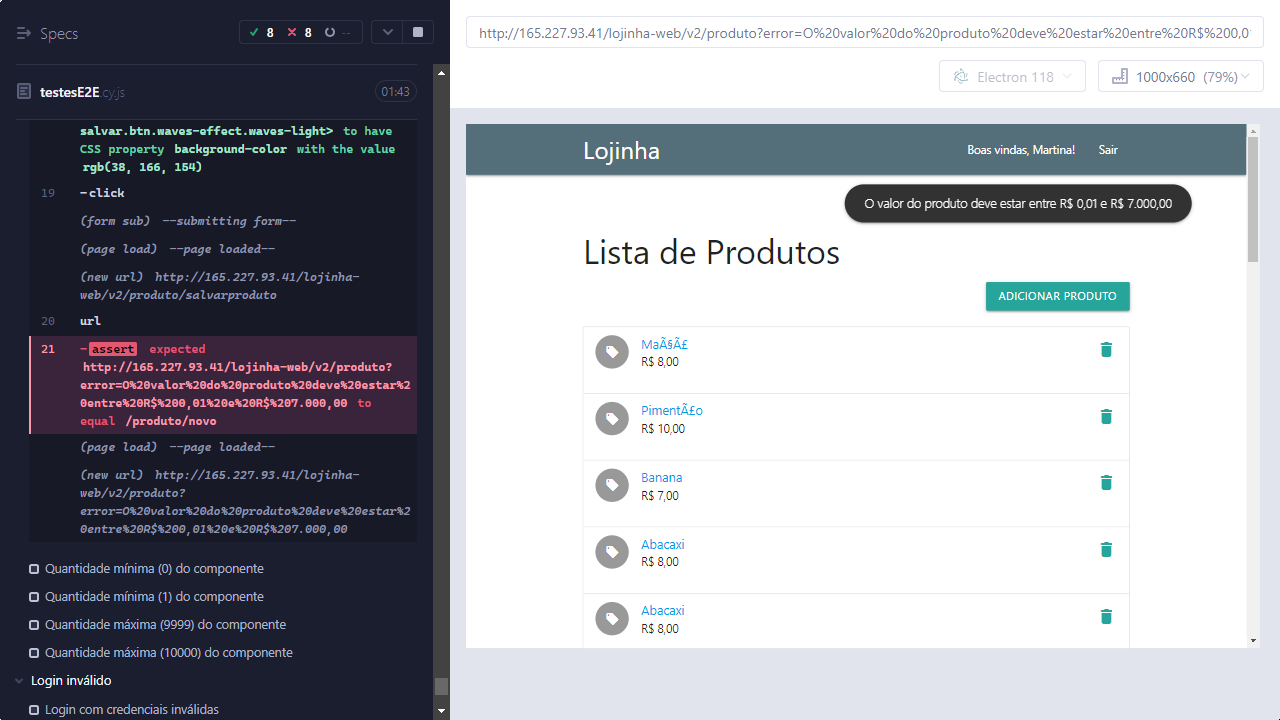 Specs
8 8 --
testesE2E.cy.js 01:43
salvar.btn.waves-effect.waves-light> to have
CSS property background-color with the value
rgb(38, 166, 154)
19 -click
(form sub) --submitting form--
(page load) --page loaded--
(new url) http://165.227.93.41/lojinha-
web/v2/produto/salvarproduto
20 url
21 -assert expected
http://165.227.93.41/lojinha-web/v2/produto?
error=O%20valor%20do%20produto%20deve%20estar%2
0entre%20R$%200,01%20e%20R$%207.000,00 to
equal /produto/novo
(page load) --page loaded--
(new url) http://165.227.93.41/lojinha-
web/v2/produto?
error=O%20valor%20do%20produto%20deve%20estar%2
0entre%20R$%200,01%20e%20R$%207.000,00
Quantidade mínima (0) do componente
Quantidade mínima (1) do componente
Quantidade máxima (9999) do componente
Quantidade máxima (10000) do componente
Login inválido
Login com credenciais inválidas
http://165.227.93.41/lojinha-web/v2/produto?error=O%20valor%20do%20produto%20deve%20estar%20entre%20R$%200,0
Electron 118
1000x660 (79%)
Lojinha
Boas vindas, Martina! Sair
O valor do produto deve estar entre R$ 0,01 e R$ 7.000,00
Lista de Produtos
ADICIONAR PRODUTO
MaÃ§Ã£
R$ 8,00
PimentÃ£o
R$ 10,00
Banana
R$ 7,00
Abacaxi
R$ 8,00
Abacaxi
R$ 8,00